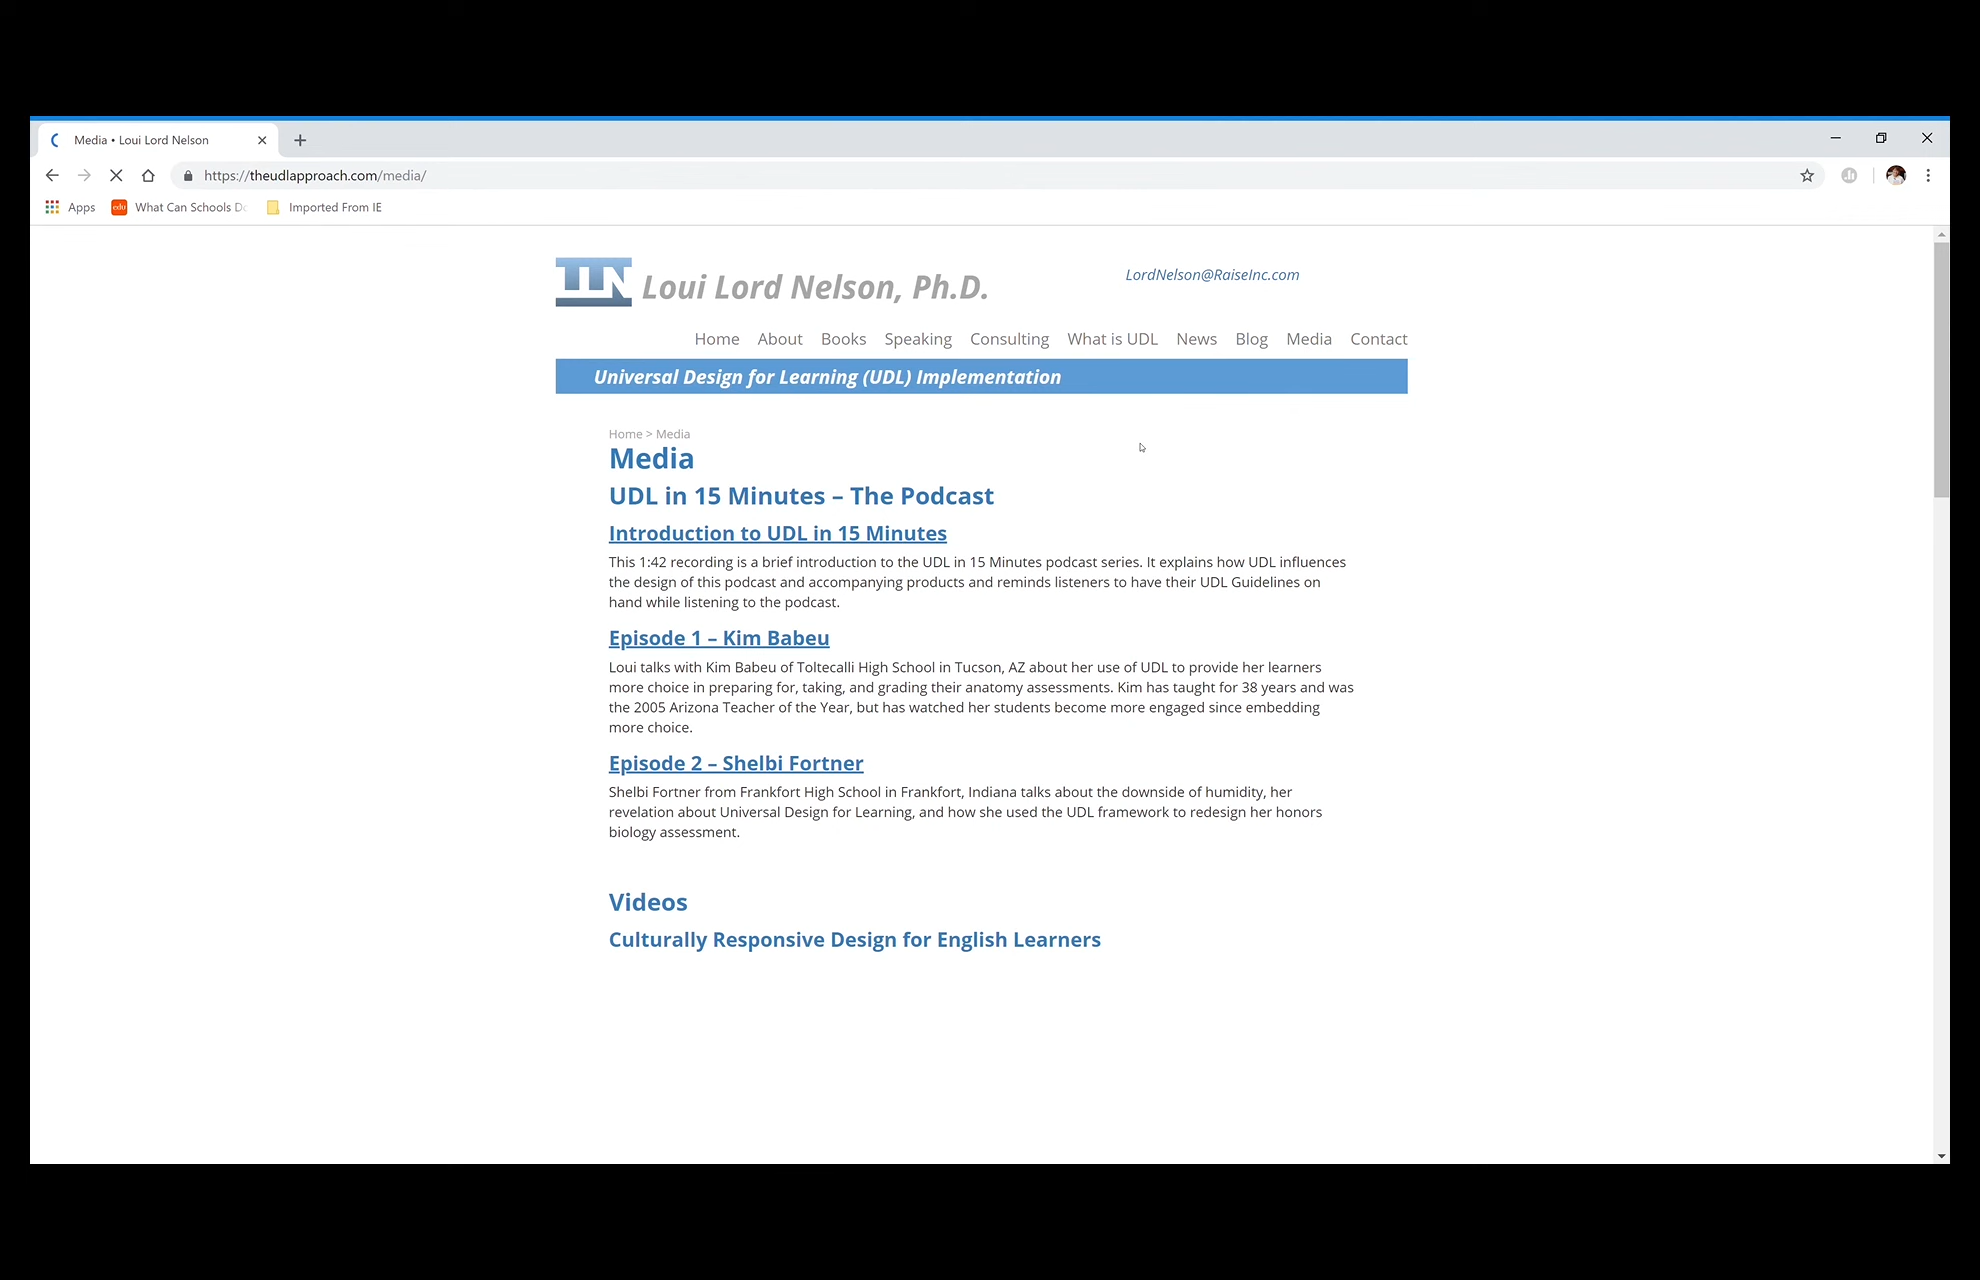 Media • Loui Lord Nelson
https://theudlapproach.com/media/
Apps
edu
What Can Schools
Imported From IE
LLN
Loui Lord Nelson, Ph.D.
LordNelson@RaiseInc.com
Home About Books Speaking Consulting What is UDL News Blog Media Contact
Universal Design for Learning (UDL) Implementation
Home > Media
Media
UDL in 15 Minutes – The Podcast
Introduction to UDL in 15 Minutes
This 1:42 recording is a brief introduction to the UDL in 15 Minutes podcast series. It explains how UDL influences
the design of this podcast and accompanying products and reminds listeners to have their UDL Guidelines on
hand while listening to the podcast.
Episode 1 – Kim Babeu
Loui talks with Kim Babeu of Toltecalli High School in Tucson, AZ about her use of UDL to provide her learners
more choice in preparing for, taking, and grading their anatomy assessments. Kim has taught for 38 years and was
the 2005 Arizona Teacher of the Year, but has watched her students become more engaged since embedding
more choice.
Episode 2 – Shelbi Fortner
Shelbi Fortner from Frankfort High School in Frankfort, Indiana talks about the downside of humidity, her
revelation about Universal Design for Learning, and how she used the UDL framework to redesign her honors
biology assessment.
Videos
Culturally Responsive Design for English Learners